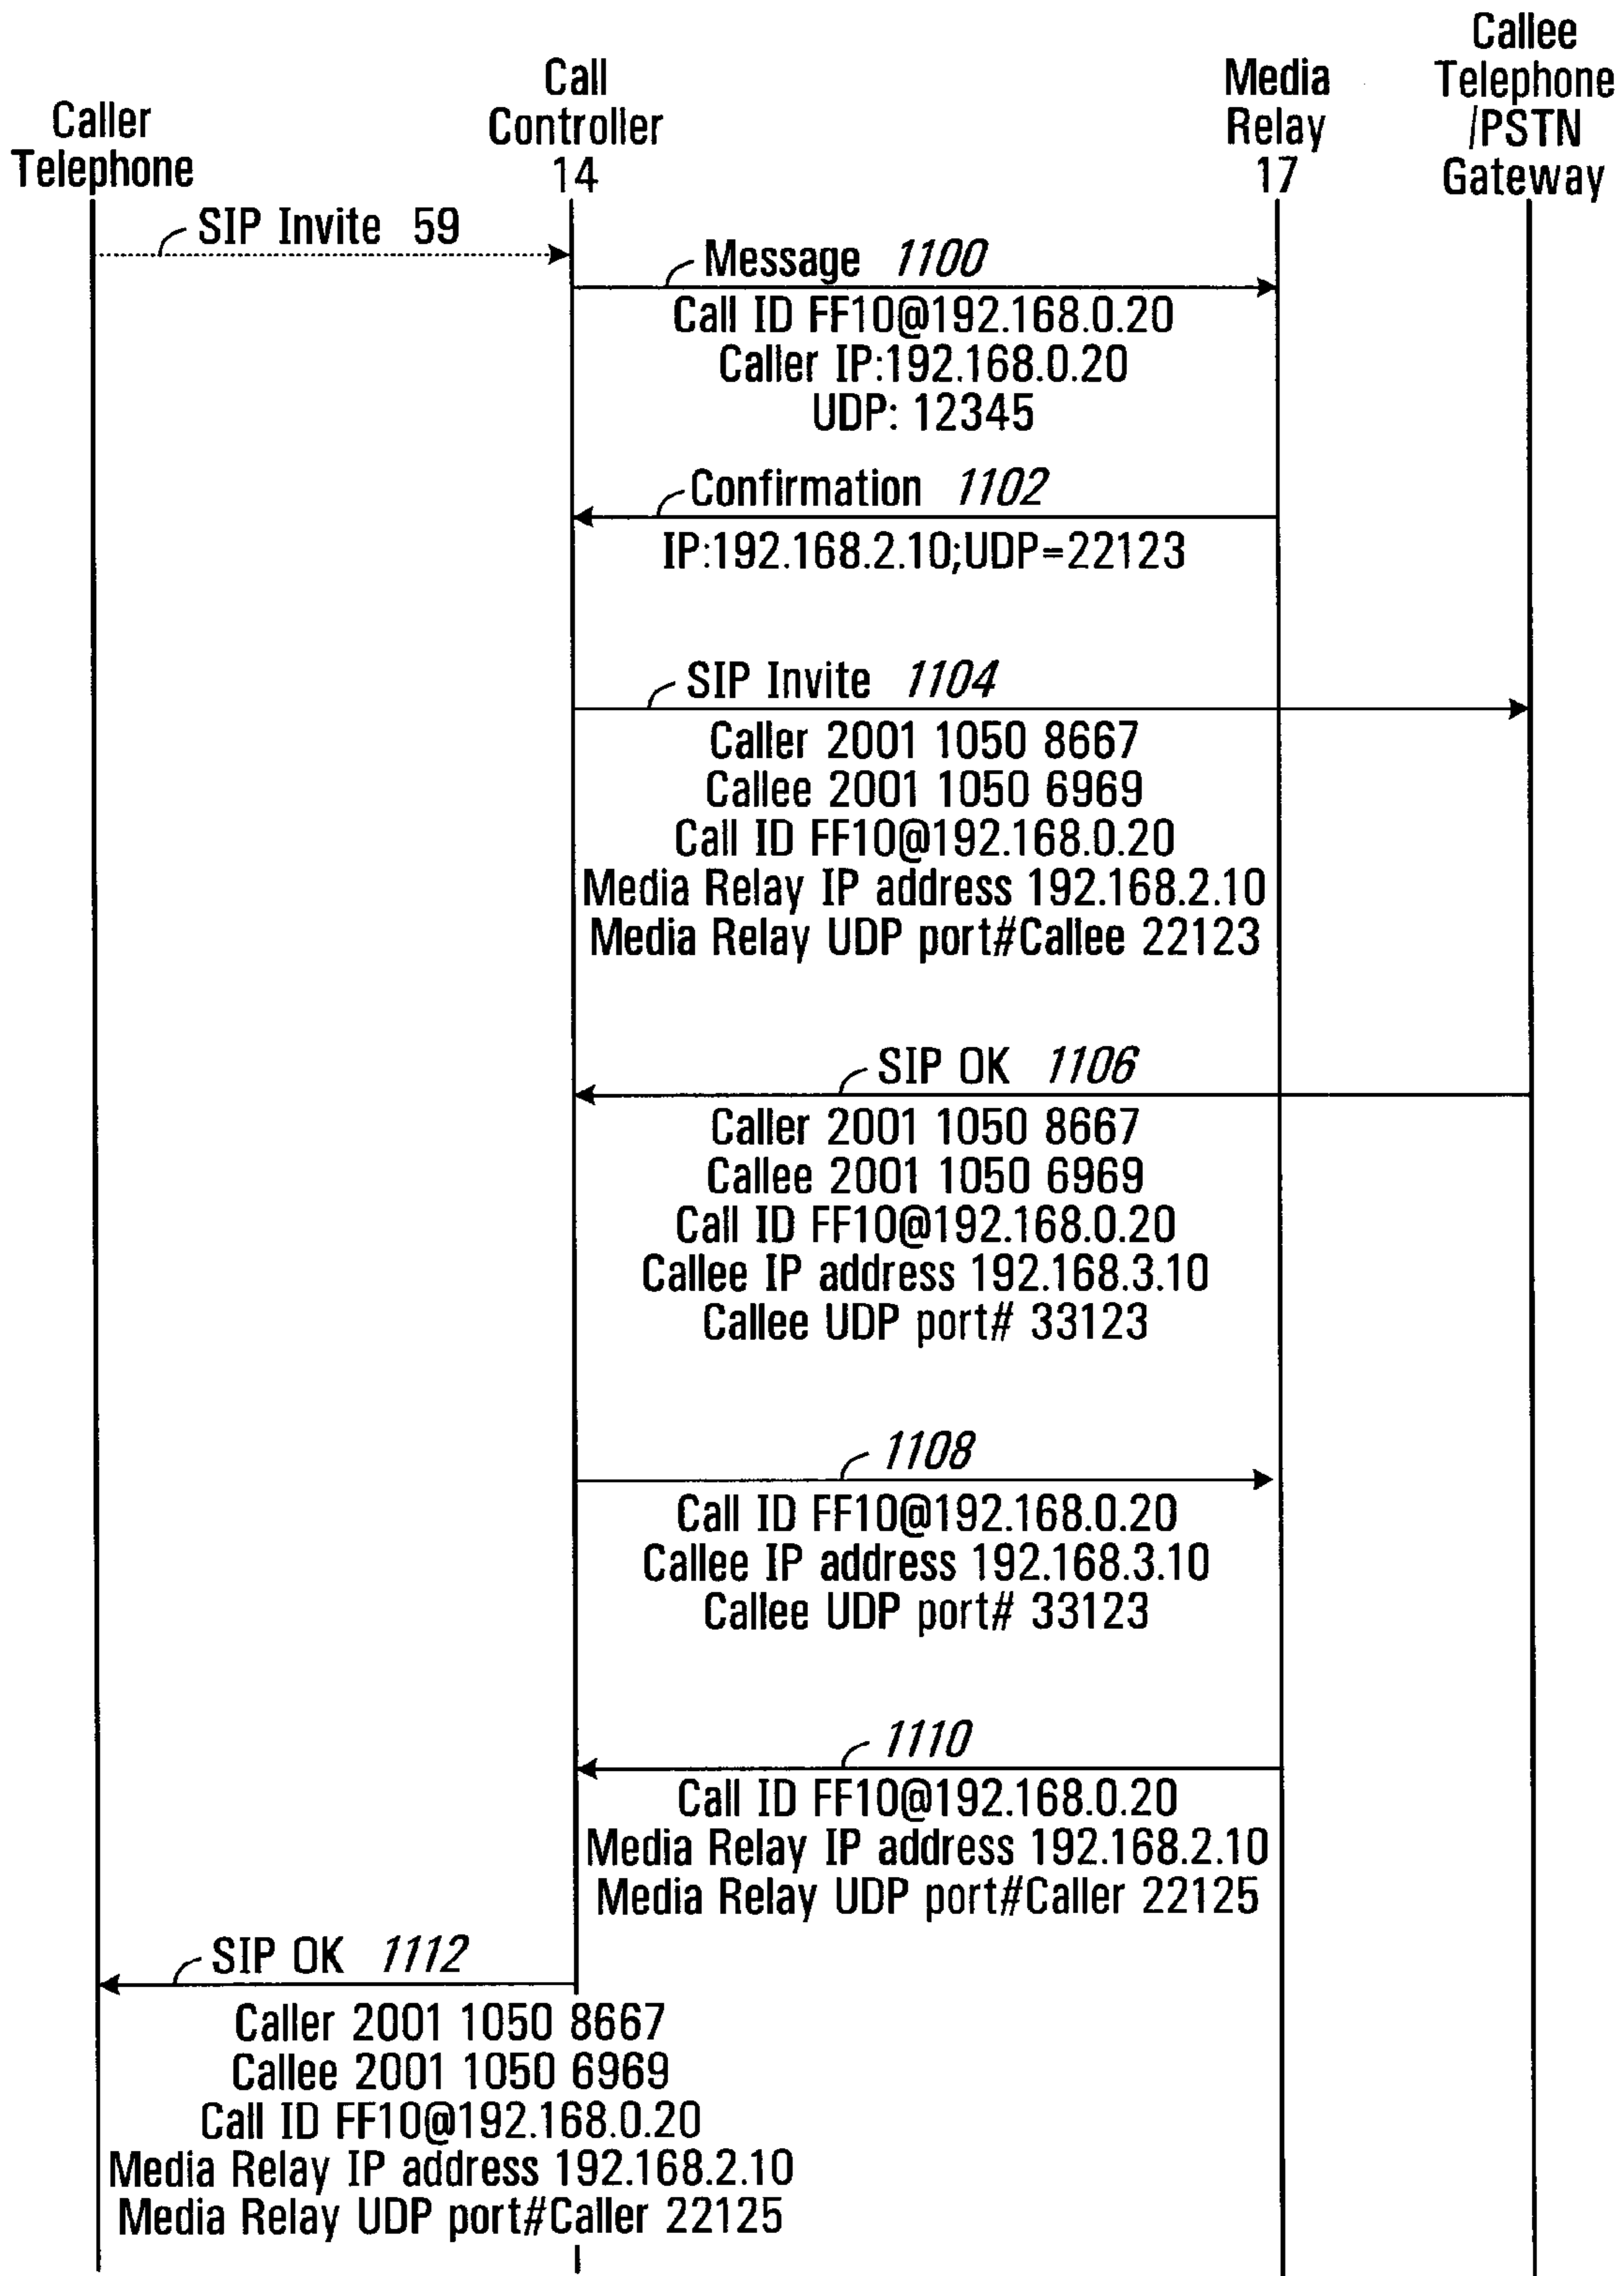 Caller
Telephone
Call
Controller
14
Media
Relay
17
Callee
Telephone
/PSTN
Gateway
SIP Invite 59
Message 1100
Call ID FF10@192.168.0.20
Caller IP:192.168.0.20
UDP: 12345
Confirmation 1102
IP:192.168.2.10;UDP=22123
SIP Invite 1104
Caller 2001 1050 8667
Callee 2001 1050 6969
Call ID FF10@192.168.0.20
Media Relay IP address 192.168.2.10
Media Relay UDP port#Callee 22123
SIP OK 1106
Caller 2001 1050 8667
Callee 2001 1050 6969
Call ID FF10@192.168.0.20
Callee IP address 192.168.3.10
Callee UDP port# 33123
1108
Call ID FF10@192.168.0.20
Callee IP address 192.168.3.10
Callee UDP port# 33123
1110
Call ID FF10@192.168.0.20
Media Relay IP address 192.168.2.10
Media Relay UDP port#Caller 22125
SIP OK 1112
Caller 2001 1050 8667
Callee 2001 1050 6969
Call ID FF10@192.168.0.20
Media Relay IP address 192.168.2.10
Media Relay UDP port#Caller 22125